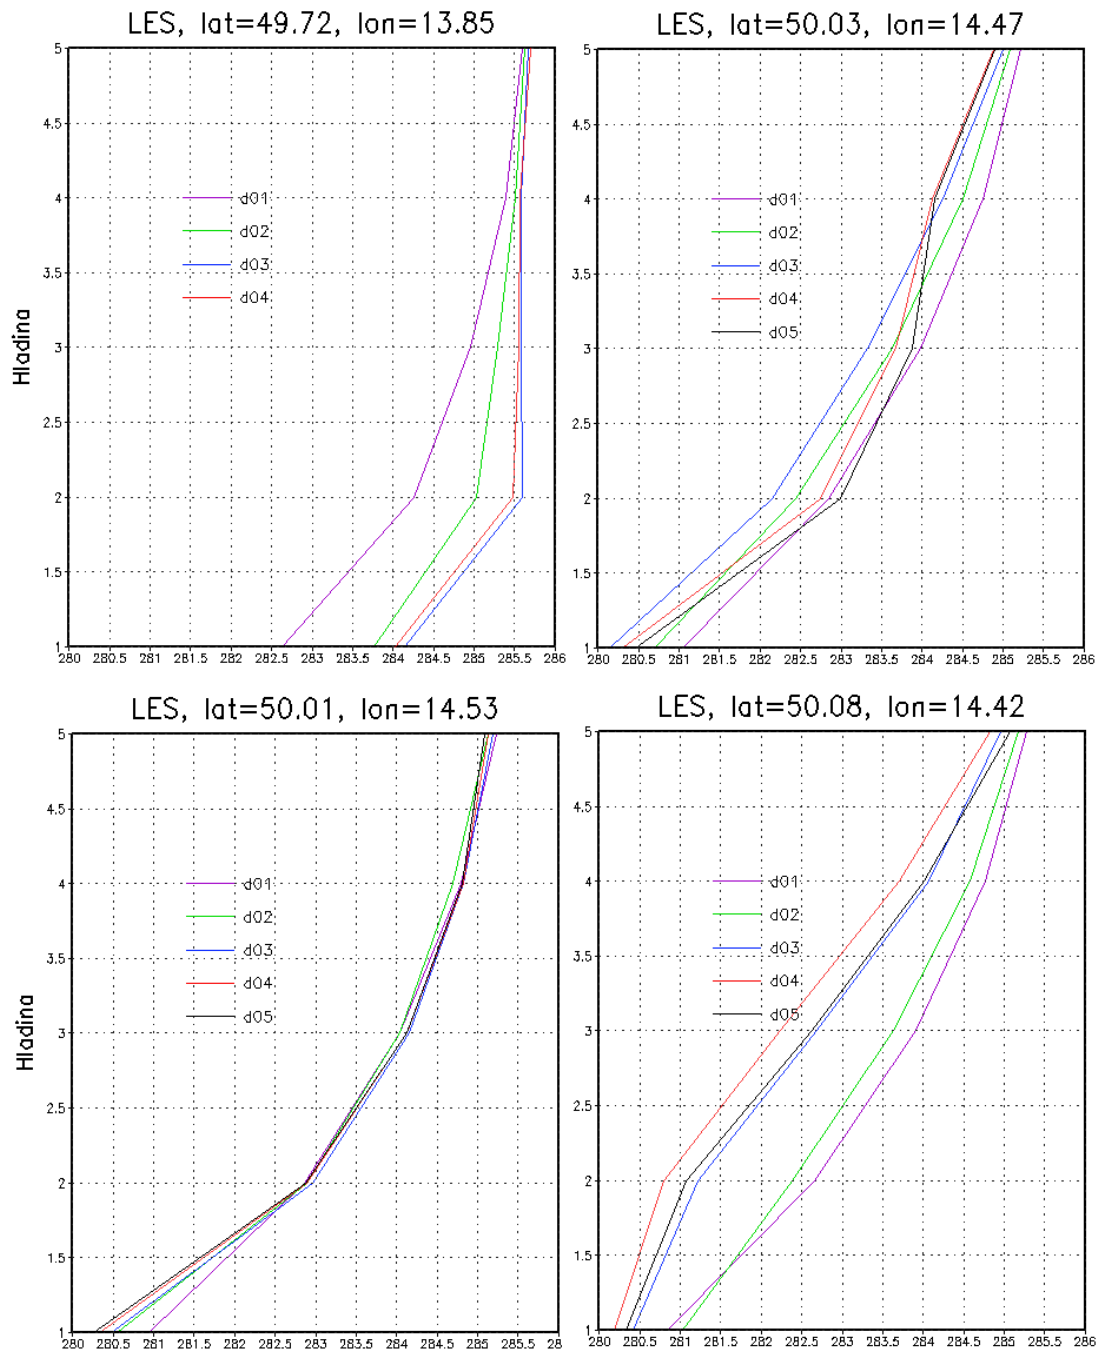 LES, lat=49.72, lon=13.85
5
4.5
4
3.5
3
2.5
2
1.5
1
Hladina
d01
d02
d03
d04
280 280.5 281 281.5 282 282.5 283 283.5 284 284.5 285 285.5 286
LES, lat=50.03, lon=14.47
5
4.5
4
3.5
3
2.5
2
1.5
1
d01
d02
d03
d04
d05
280 280.5 281 281.5 282 282.5 283 283.5 284 284.5 285 285.5 286
LES, lat=50.01, lon=14.53
5
4.5
4
3.5
3
2.5
2
1.5
1
Hladina
d01
d02
d03
d04
d05
280 280.5 281 281.5 282 282.5 283 283.5 284 284.5 285 285.5 28
LES, lat=50.08, lon=14.42
5
4.5
4
3.5
3
2.5
2
1.5
1
d01
d02
d03
d04
d05
280 280.5 281 281.5 282 282.5 283 283.5 284 284.5 285 285.5 286